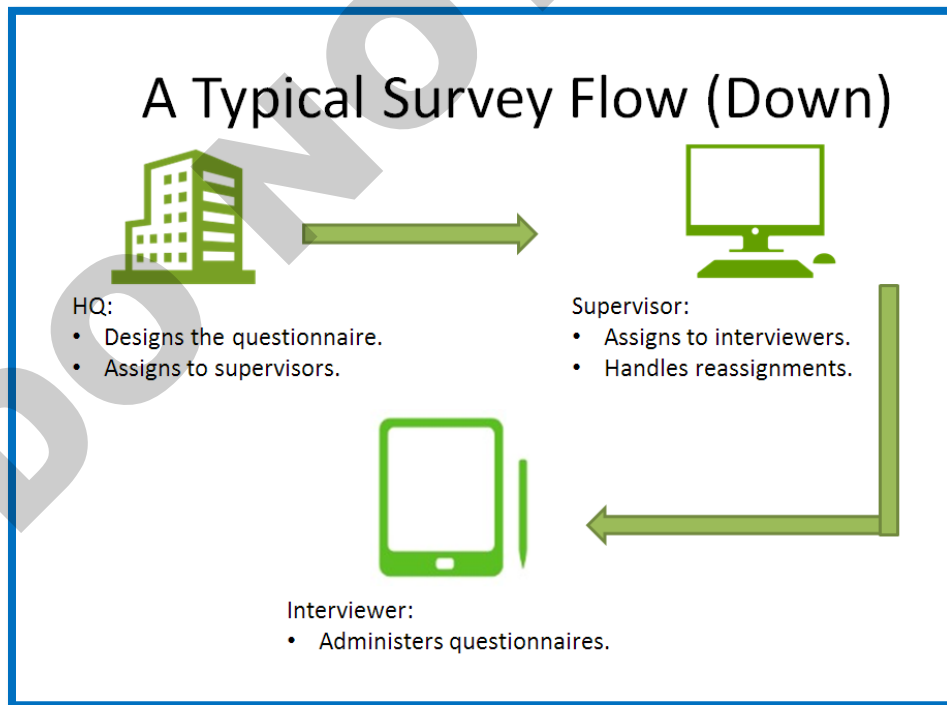 A Typical Survey Flow (Down)
HQ:
• Designs the questionnaire.
• Assigns to supervisors.
Supervisor:
• Assigns to interviewers.
• Handles reassignments.
Interviewer:
• Administers questionnaires.
DO NO